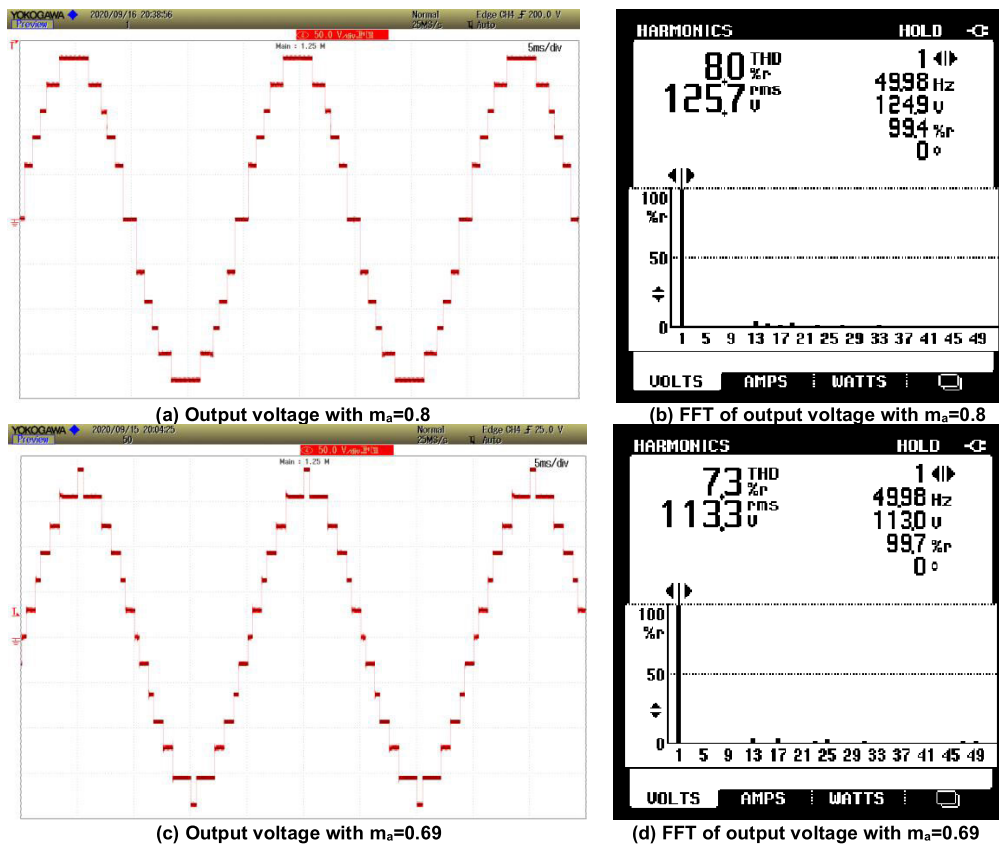 YOKOGAWA 2020/09/16 20:38:56 Normal Edge CH4 200.0 V
Preview 1 25MS/s Auto
50.0 V/div
Main : 1.25 M
5ms/div
(a) Output voltage with ma=0.8
HARMONICS HOLD
8.0 THD %r
125.7 rms V
1
49.98 Hz
124.9 V
99.4 %r
0 °
100
%r
50
0
1 5 9 13 17 21 25 29 33 37 41 45 49
VOLTS AMPS WATTS
(b) FFT of output voltage with ma=0.8
YOKOGAWA 2020/09/15 20:04:25 Normal Edge CH4 25.0 V
Preview 50 25MS/s Auto
50.0 V/div
Main : 1.25 M
5ms/div
(c) Output voltage with ma=0.69
HARMONICS HOLD
7.3 THD %r
113.3 rms V
1
49.98 Hz
113.0 V
99.7 %r
0 °
100
%r
50
0
1 5 9 13 17 21 25 29 33 37 41 45 49
VOLTS AMPS WATTS
(d) FFT of output voltage with ma=0.69